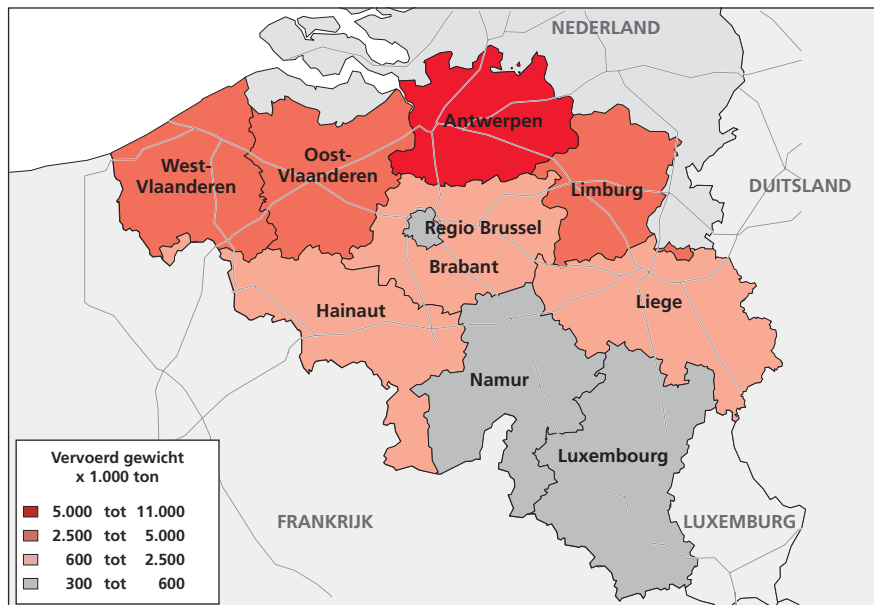 NEDERLAND
Antwerpen
West-
Vlaanderen
Oost-
Vlaanderen
Limburg
DUITSLAND
Regio Brussel
Brabant
Hainaut
Liege
Namur
Luxembourg
FRANKRIJK
LUXEMBURG
Vervoerd gewicht
x 1.000 ton
5.000 tot 11.000
2.500 tot 5.000
600 tot 2.500
300 tot 600